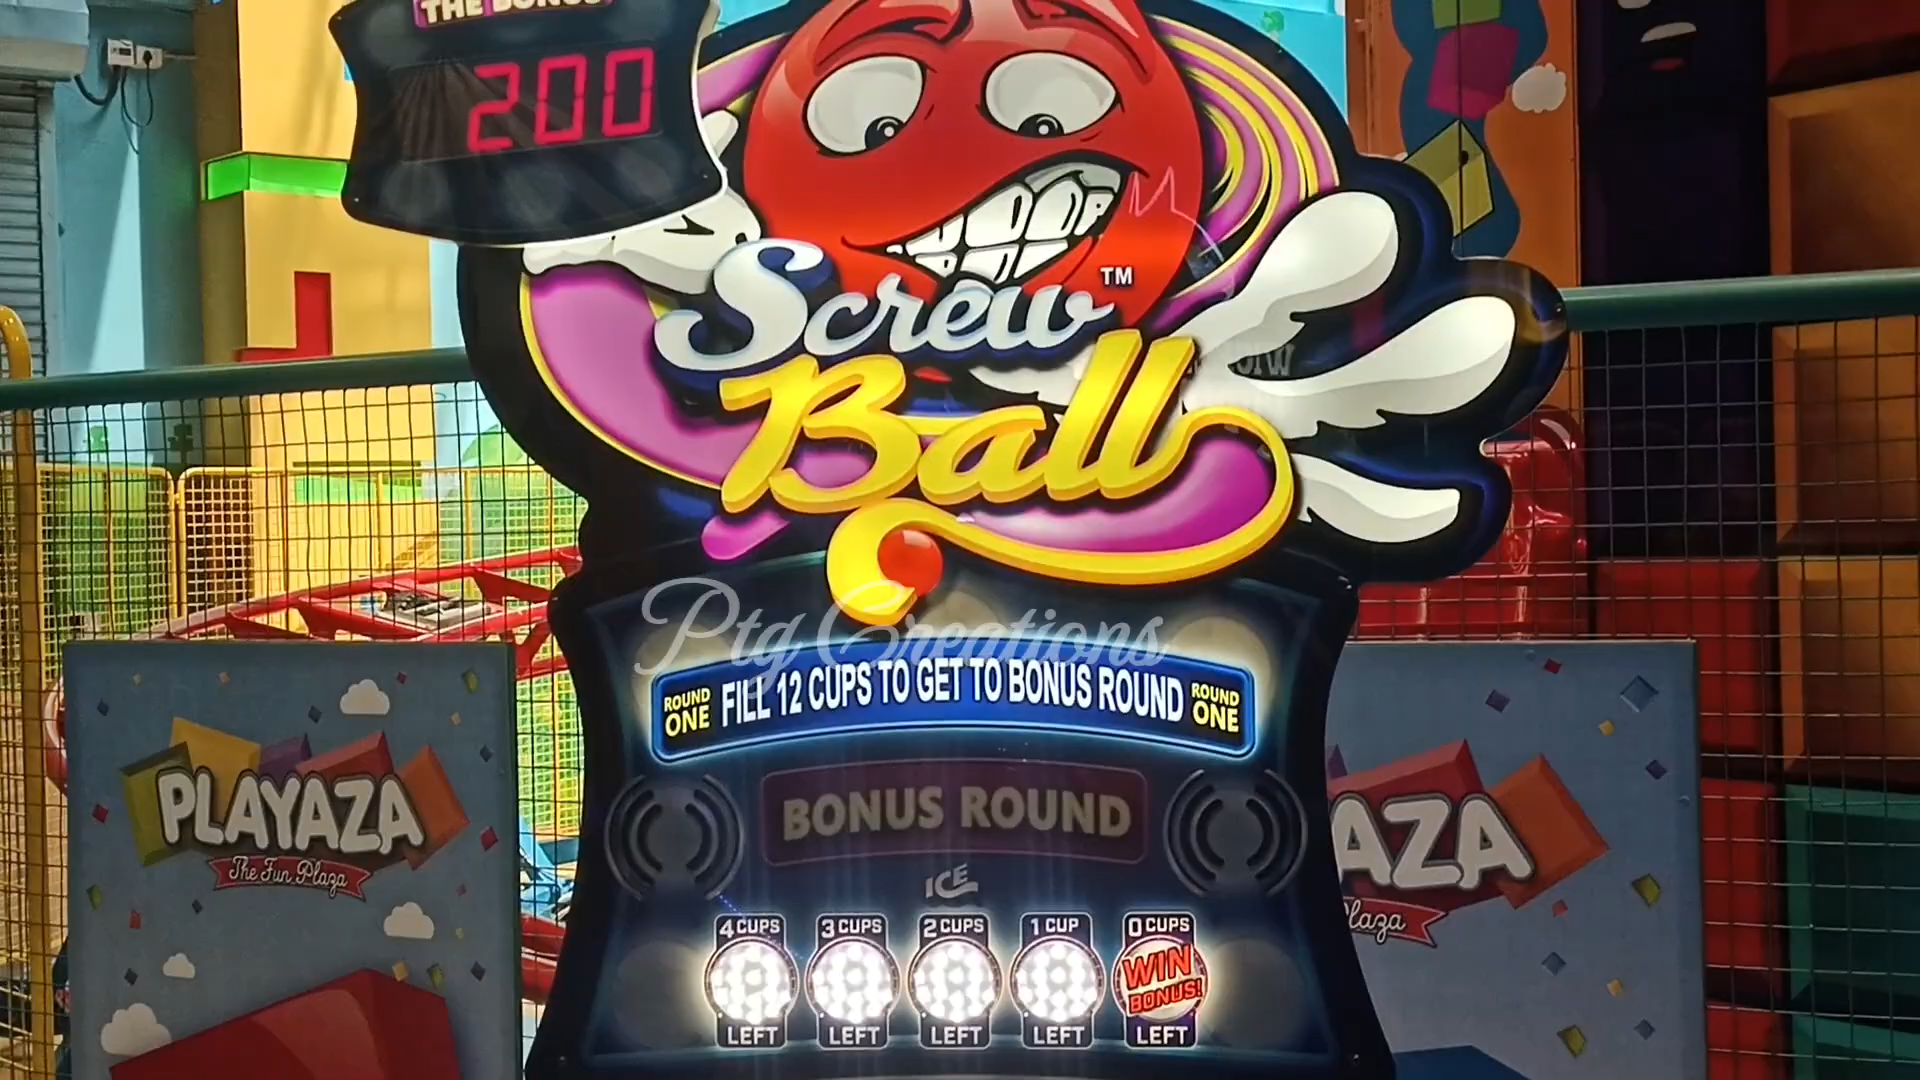 THE BONUS
200
Screw
TM
Ball
Ptg Creations
ROUND ONE FILL 12 CUPS TO GET TO BONUS ROUND ROUND ONE
BONUS ROUND
ICE
4 CUPS 3 CUPS 2 CUPS 1 CUP 0 CUPS
WIN
BONUS!
LEFT LEFT LEFT LEFT LEFT
PLAYAZA
The Fun Plaza
AZA
Plaza